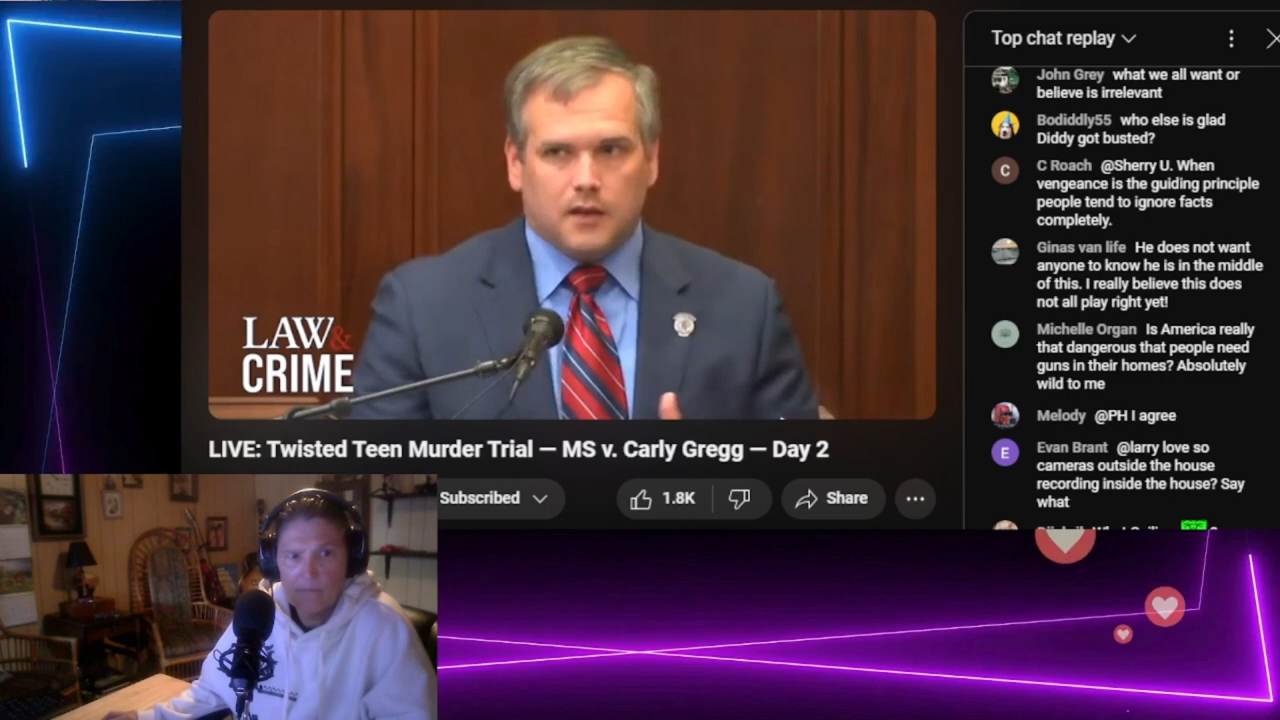 LAW&
CRIME
LIVE: Twisted Teen Murder Trial — MS v. Carly Gregg — Day 2
Subscribed
1.8K
Share
Top chat replay
John Grey what we all want or
believe is irrelevant
Bodiddly55 who else is glad
Diddy got busted?
C
C Roach @Sherry U. When
vengeance is the guiding principle
people tend to ignore facts
completely.
Ginas van life He does not want
anyone to know he is in the middle
of this. I really believe this does
not all play right yet!
Michelle Organ Is America really
that dangerous that people need
guns in their homes? Absolutely
wild to me
Melody @PH I agree
E
Evan Brant @larry love so
cameras outside the house
recording inside the house? Say
what